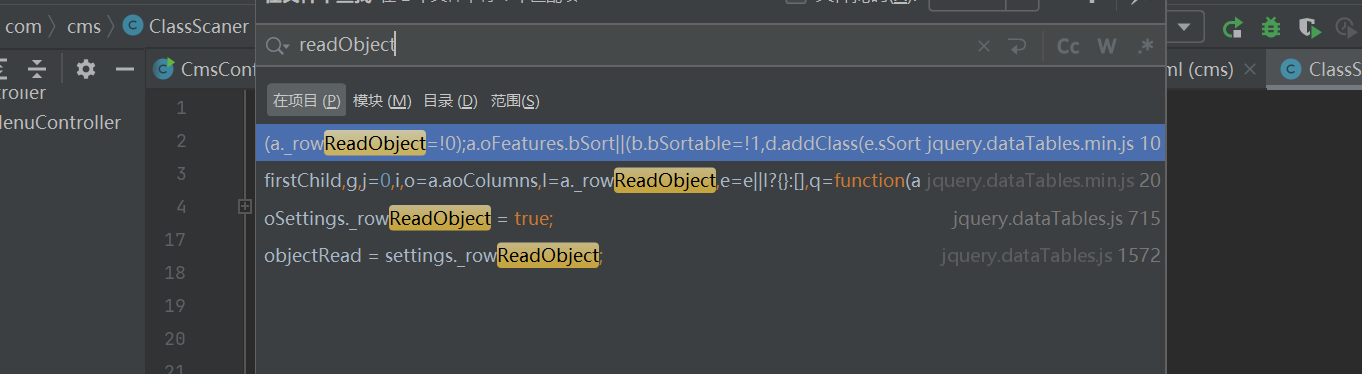 com 〉 cms 〉 ClassScaner
readObject
Cc W .*
ml (cms)
ClassS
CmsConf
ntroller
MenuController
在项目 (P) 模块 (M) 目录 (D) 范围(S)
1
2
3
4
17
18
19
20
21
(a._rowReadObject=!0);a.oFeatures.bSort||(b.bSortable=!1,d.addClass(e.sSort jquery.dataTables.min.js 10
firstChild,g,j=0,i,o=a.aoColumns,l=a._rowReadObject,e=e||l?{}:[],q=function(a jquery.dataTables.min.js 20
oSettings._rowReadObject = true; jquery.dataTables.js 715
objectRead = settings._rowReadObject; jquery.dataTables.js 1572